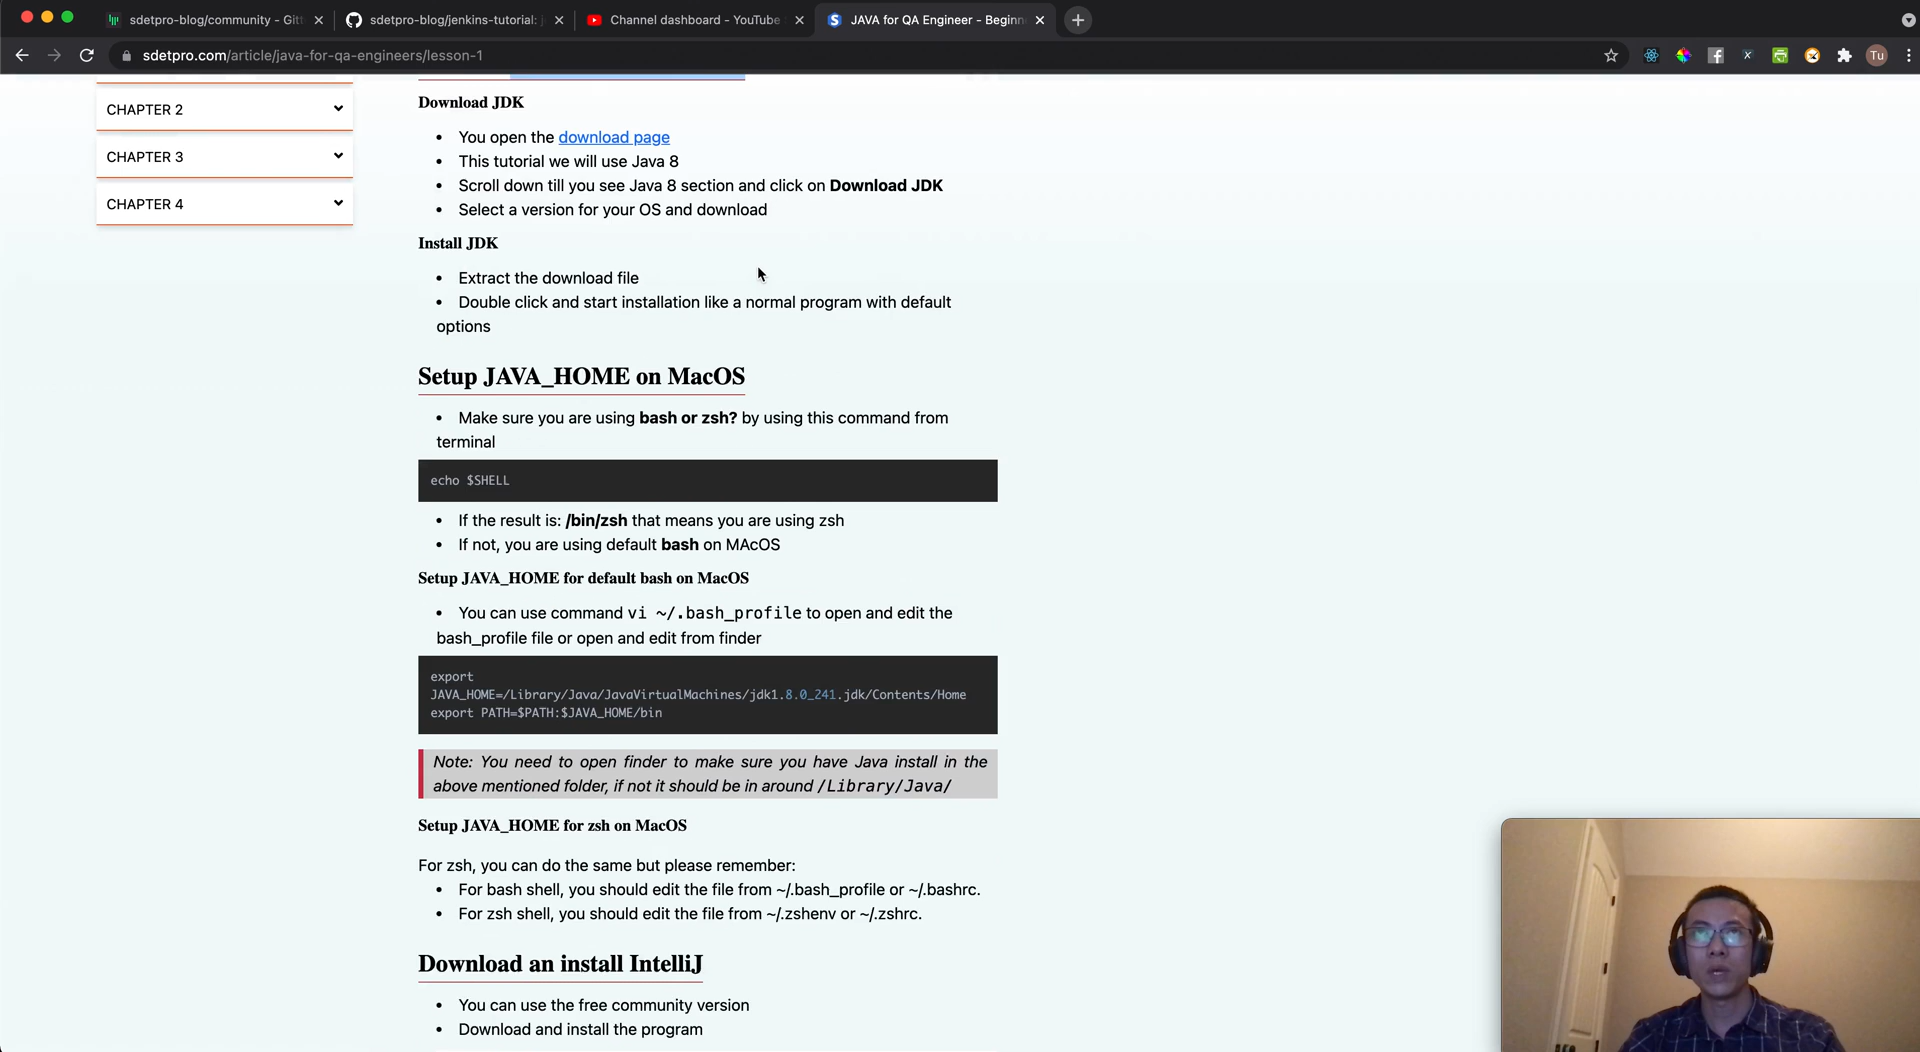 sdetpro-blog/community - Gitt
sdetpro-blog/jenkins-tutorial: j
Channel dashboard - YouTube
JAVA for QA Engineer - Beginn
sdetpro.com/article/java-for-qa-engineers/lesson-1
Tu
CHAPTER 2
CHAPTER 3
CHAPTER 4
Download JDK
• You open the download page
• This tutorial we will use Java 8
• Scroll down till you see Java 8 section and click on Download JDK
• Select a version for your OS and download
Install JDK
• Extract the download file
• Double click and start installation like a normal program with default
options
Setup JAVA_HOME on MacOS
• Make sure you are using bash or zsh? by using this command from
terminal
echo $SHELL
• If the result is: /bin/zsh that means you are using zsh
• If not, you are using default bash on MAcOS
Setup JAVA_HOME for default bash on MacOS
• You can use command vi ~/.bash_profile to open and edit the
bash_profile file or open and edit from finder
export
JAVA_HOME=/Library/Java/JavaVirtualMachines/jdk1.8.0_241.jdk/Contents/Home
export PATH=$PATH:$JAVA_HOME/bin
Note: You need to open finder to make sure you have Java install in the
above mentioned folder, if not it should be in around /Library/Java/
Setup JAVA_HOME for zsh on MacOS
For zsh, you can do the same but please remember:
• For bash shell, you should edit the file from ~/.bash_profile or ~/.bashrc.
• For zsh shell, you should edit the file from ~/.zshenv or ~/.zshrc.
Download an install IntelliJ
• You can use the free community version
• Download and install the program